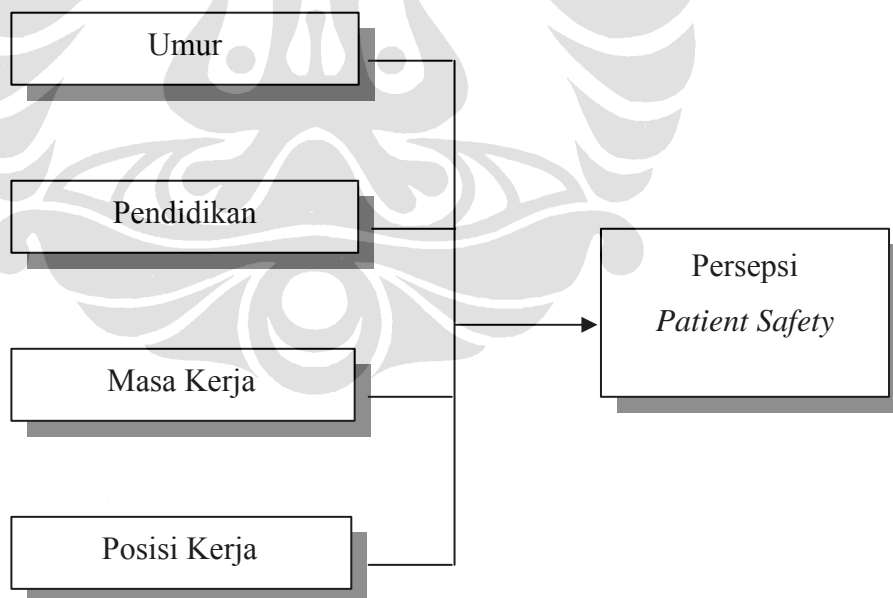 Umur
Pendidikan
Masa Kerja
Posisi Kerja
Persepsi
Patient Safety